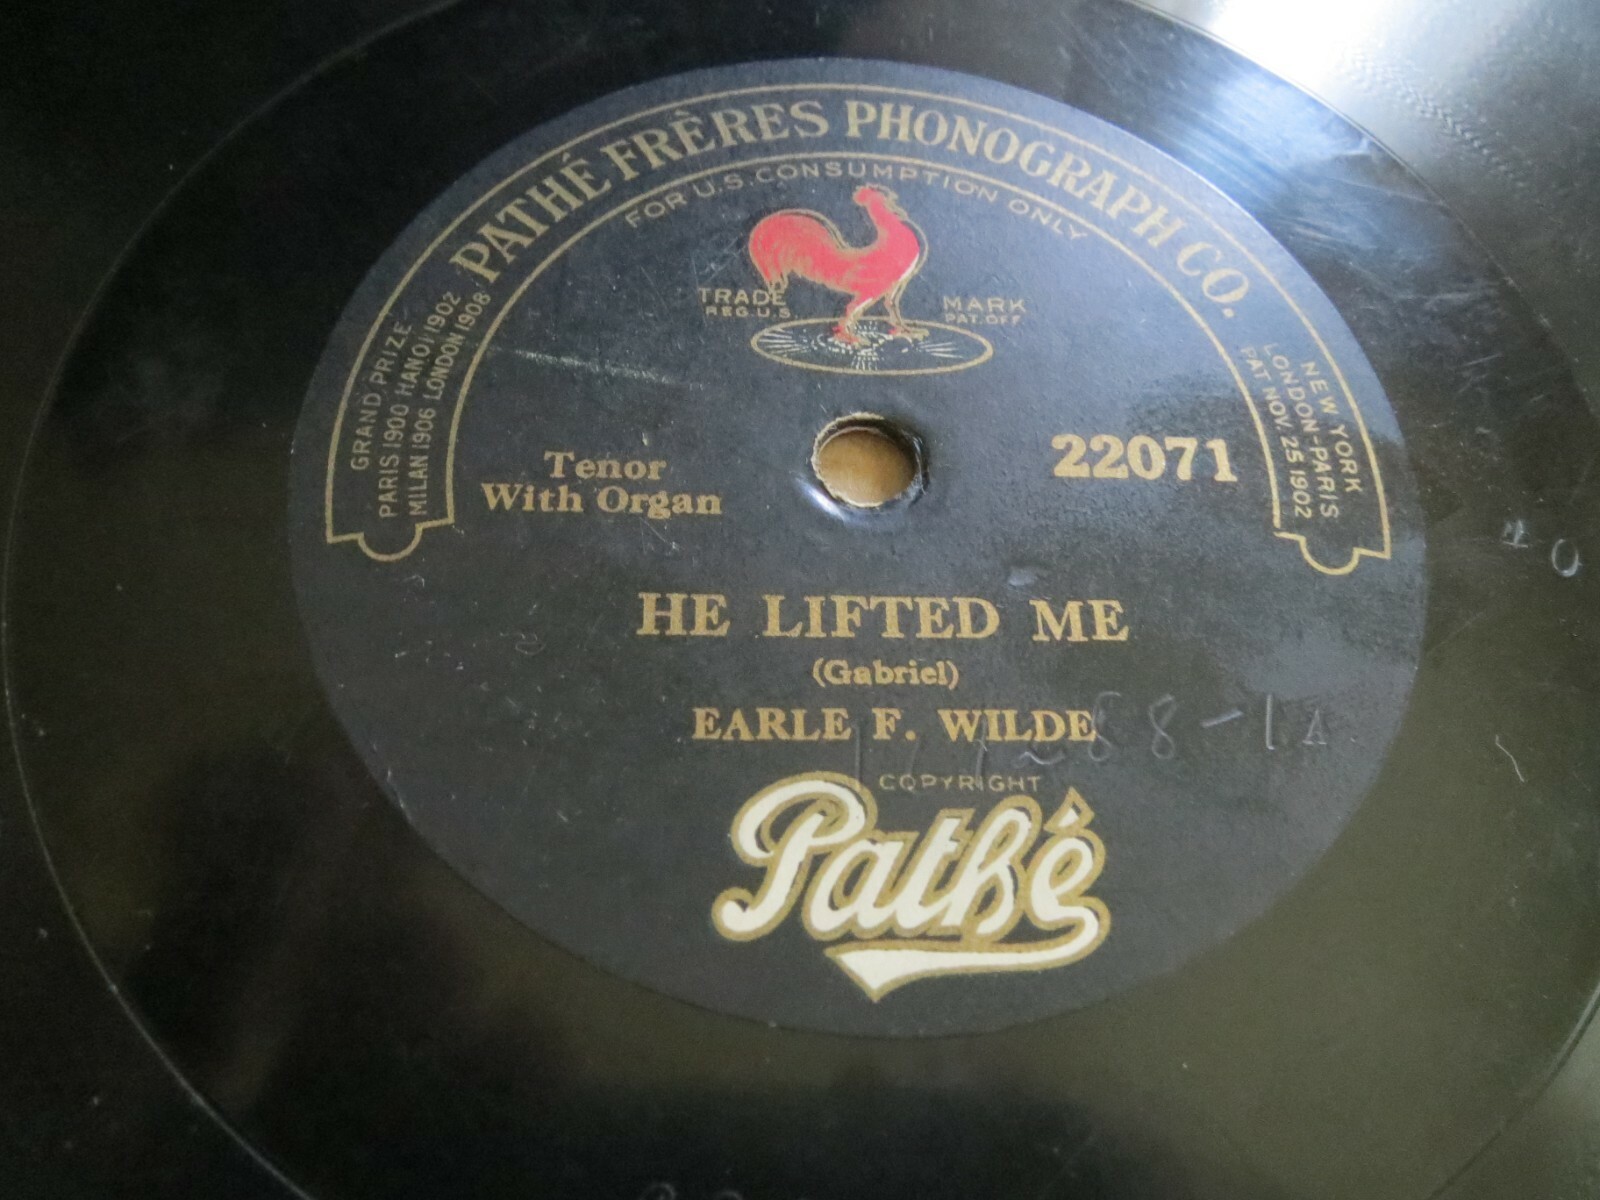 PATHÉ FRÈRES PHONOGRAPH CO.
FOR U.S. CONSUMPTION ONLY
GRAND PRIZE
PARIS 1900 HANOI 1902
MILAN 1906 LONDON 1908
NEW YORK
LONDON-PARIS
PAT NOV. 25 1902
TRADE MARK
REG. U.S. PAT. OFF
Tenor
With Organ
22071
HE LIFTED ME
(Gabriel)
EARLE F. WILDE
COPYRIGHT
Pathé